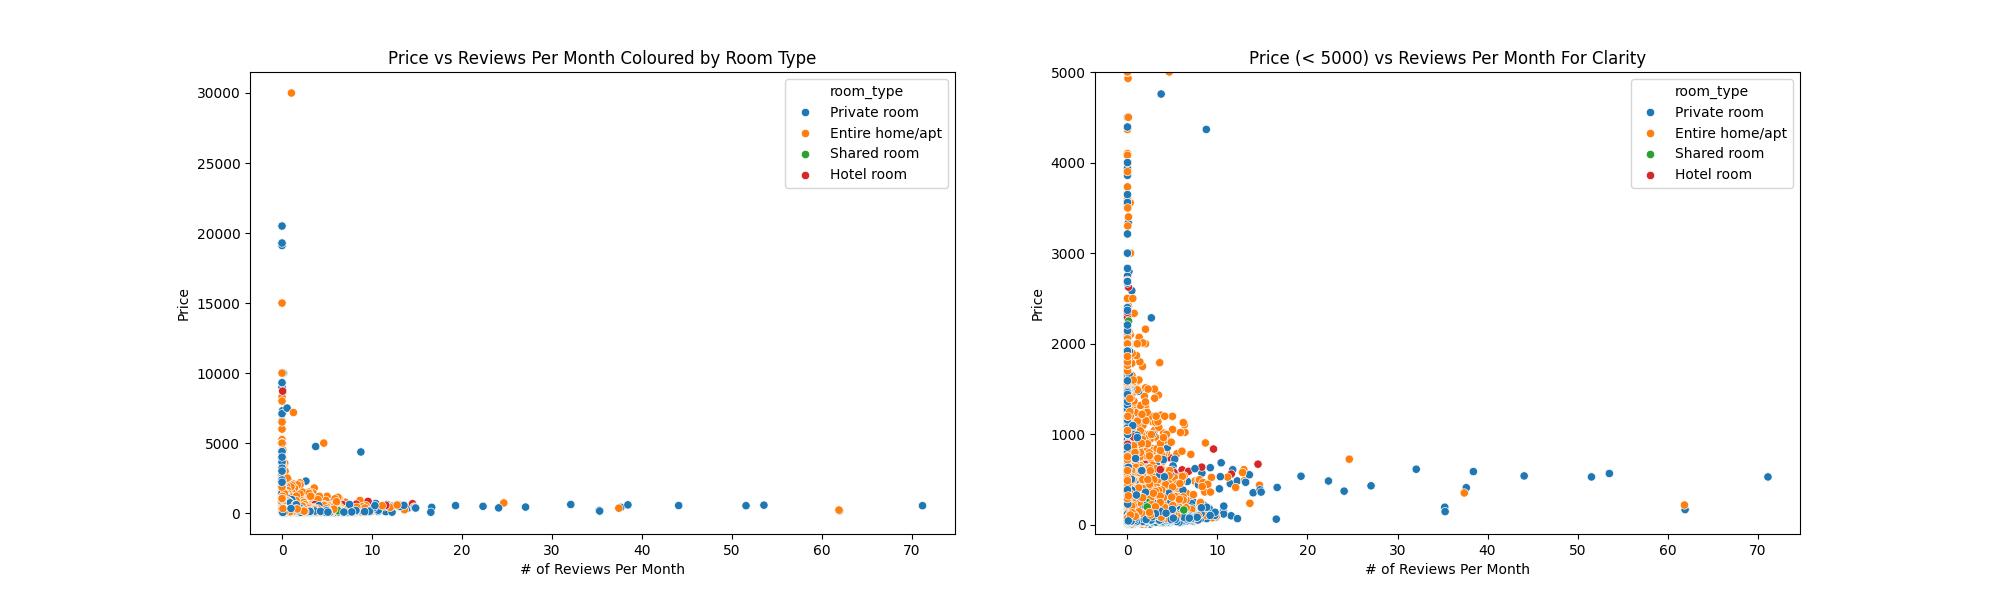 Price vs Reviews Per Month Coloured by Room Type
room_type
Private room
Entire home/apt
Shared room
Hotel room
30000
25000
20000
15000
10000
5000
0
Price
0 10 20 30 40 50 60 70
# of Reviews Per Month
Price (< 5000) vs Reviews Per Month For Clarity
room_type
Private room
Entire home/apt
Shared room
Hotel room
5000
4000
3000
2000
1000
0
Price
0 10 20 30 40 50 60 70
# of Reviews Per Month